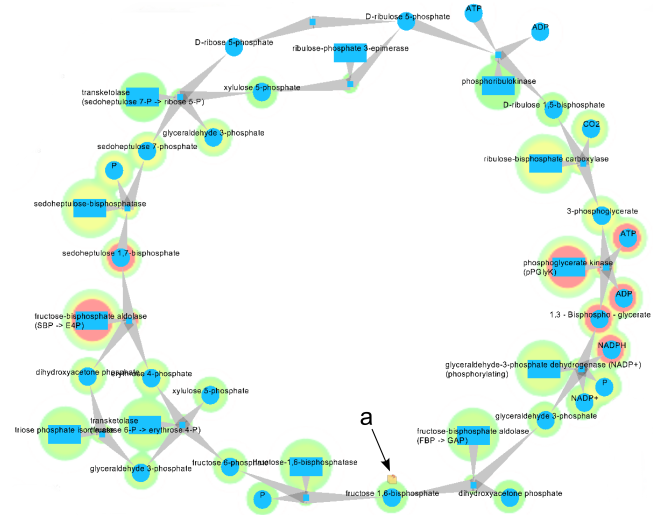 D-ribulose 5-phosphate
ATP
ADP
D-ribose 5-phosphate
ribulose-phosphate 3-epimerase
phosphoribulokinase
transketolase
(sedoheptulose 7-P -> ribose 5-P)
xylulose 5-phosphate
D-ribulose 1,5-bisphosphate
CO2
glyceraldehyde 3-phosphate
sedoheptulose 7-phosphate
P
ribulose-bisphosphate carboxylase
sedoheptulose-bisphosphatase
3-phosphoglycerate
ATP
sedoheptulose 1,7-bisphosphate
phosphoglycerate kinase
(pPGlyK)
ADP
fructose-bisphosphate aldolase
(SBP -> E4P)
1,3 - Bisphospho - glycerate
NADPH
glyceraldehyde-3-phosphate dehydrogenase (NADP+)
(phosphorylating)
P
NADP+
dihydroxyacetone phosphate
erythrose 4-phosphate
xylulose 5-phosphate
transketolase
(fructose 6-P -> erythrose 4-P)
triose phosphate isomerase
a
glyceraldehyde 3-phosphate
fructose-bisphosphate aldolase
(FBP -> GAP)
glyceraldehyde 3-phosphate
fructose 6-phosphate
fructose-1,6-bisphosphatase
P
fructose 1,6-bisphosphate
dihydroxyacetone phosphate